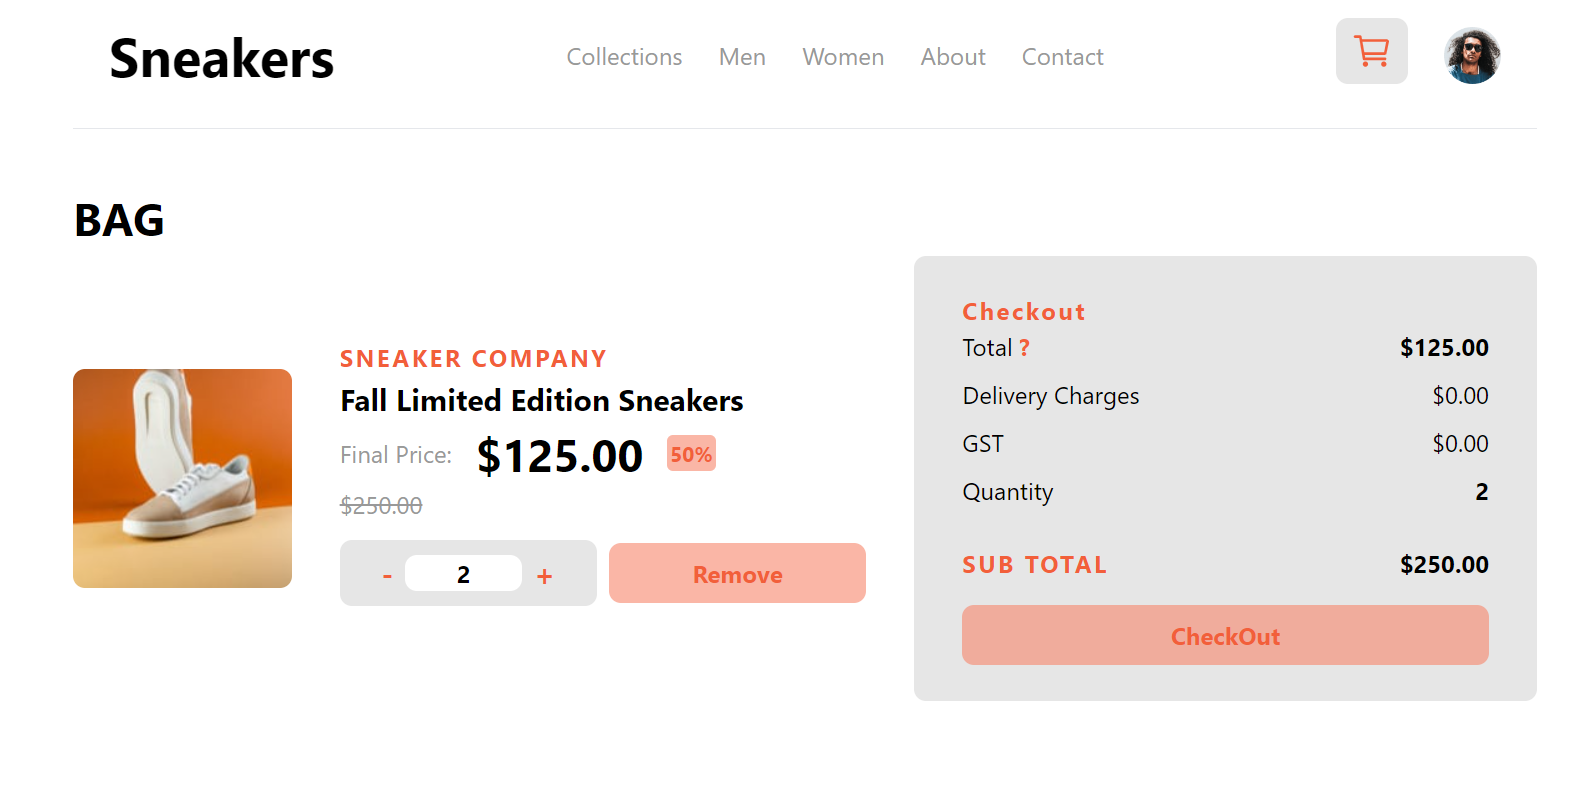 Sneakers
Collections Men Women About Contact
BAG
SNEAKER COMPANY
Fall Limited Edition Sneakers
Final Price: $125.00 50%
$250.00
- 2 +
Remove
Checkout
Total ? $125.00
Delivery Charges $0.00
GST $0.00
Quantity 2
SUB TOTAL $250.00
CheckOut